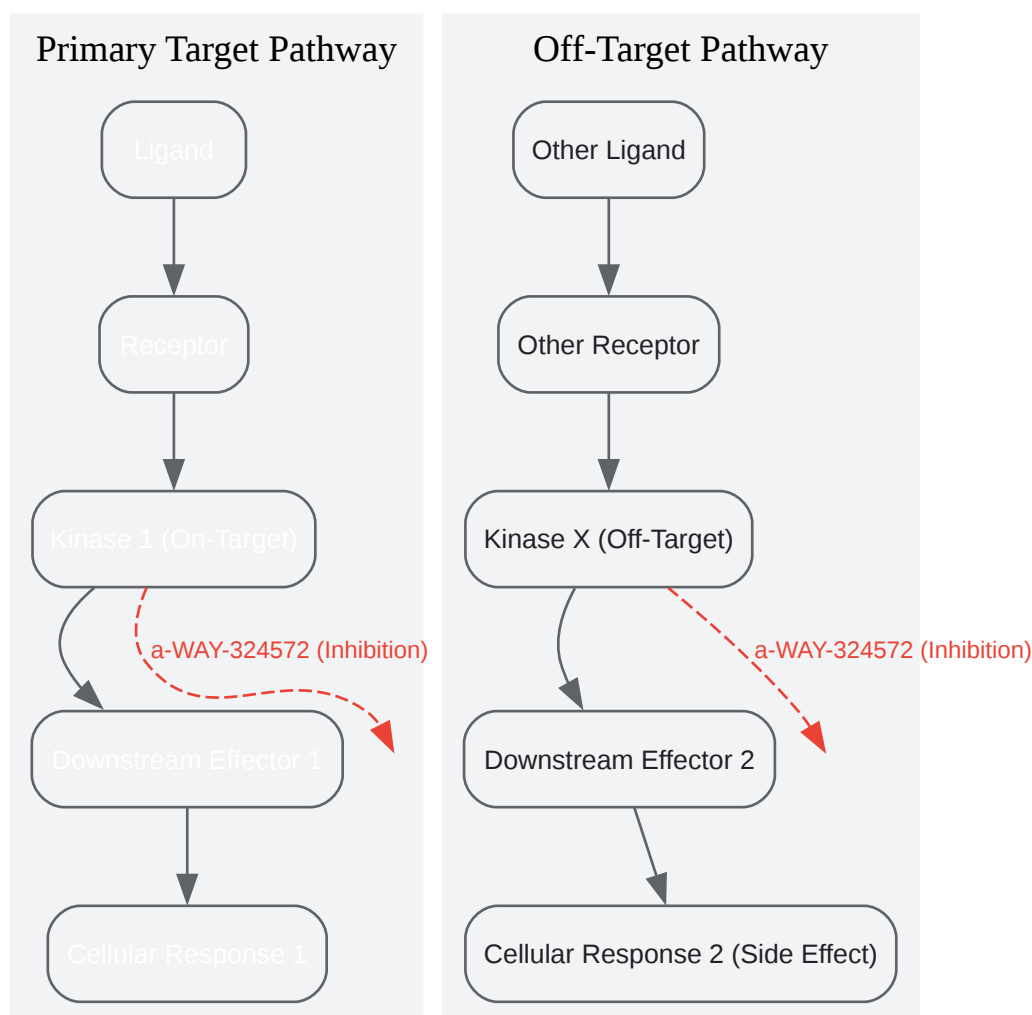 Primary Target Pathway
Ligand
Receptor
Kinase 1 (On-Target)
a-WAY-324572 (Inhibition)
Downstream Effector 1
Cellular Response 1
Off-Target Pathway
Other Ligand
Other Receptor
Kinase X (Off-Target)
a-WAY-324572 (Inhibition)
Downstream Effector 2
Cellular Response 2 (Side Effect)